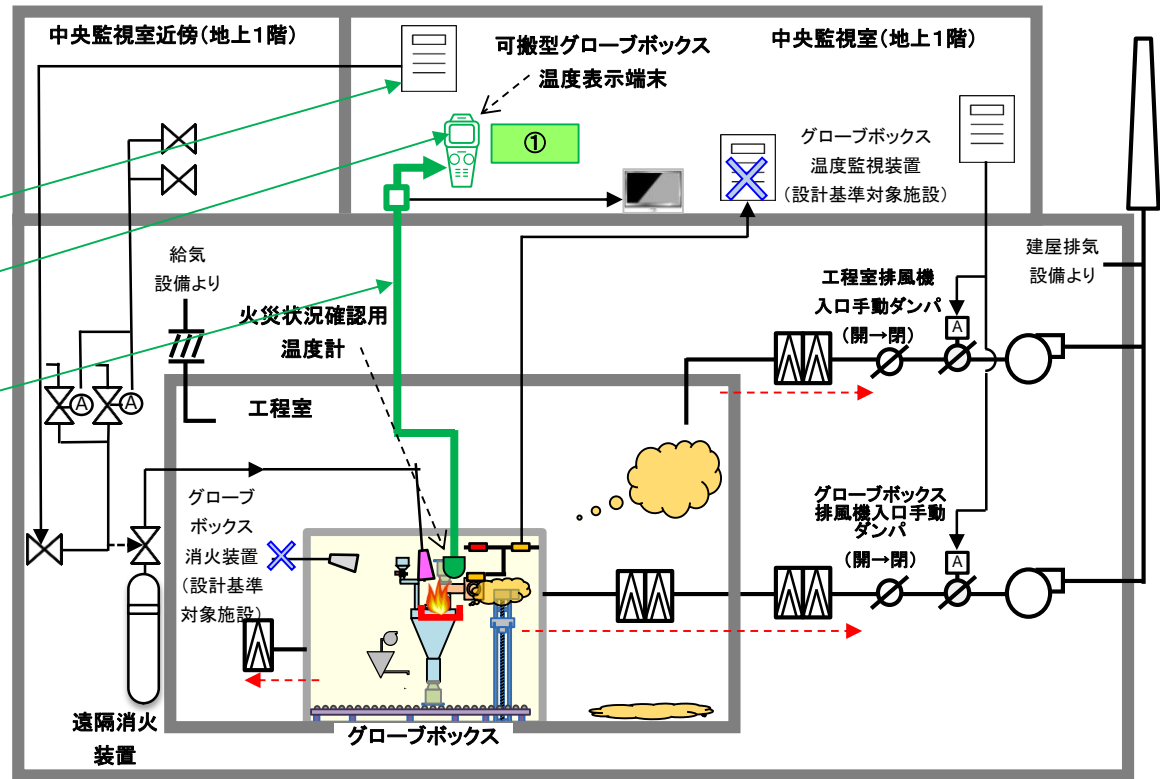 中央監視室近傍(地上1階)
可搬型グローブボックス
温度表示端末
中央監視室(地上1階)
①
グローブボックス
温度監視装置
(設計基準対象施設)
給気
設備より
建屋排気
設備より
工程室排風機
入口手動ダンパ
(開→閉)
A
火災状況確認用
温度計
A
A
工程室
グローブ
ボックス
消火装置
(設計基準
対象施設)
グローブボックス
排風機入口手動
ダンパ
(開→閉)
A
遠隔消火
装置
グローブボックス